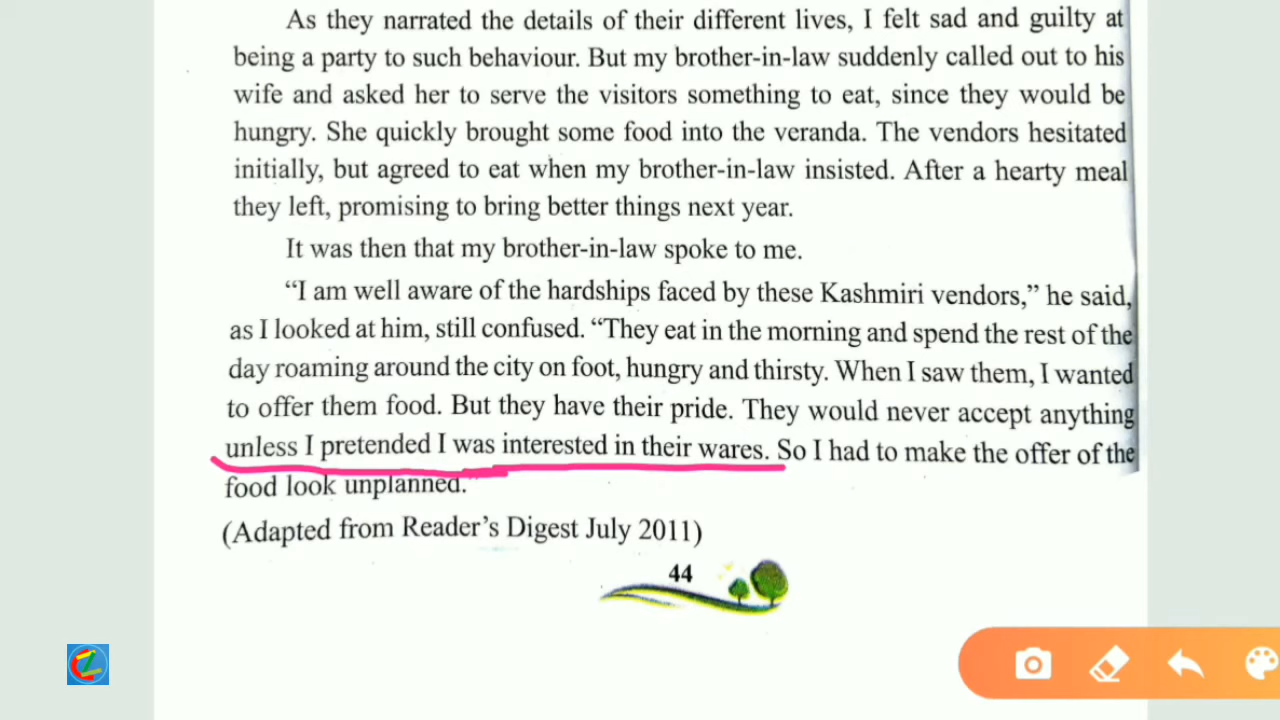 As they narrated the details of their different lives, I felt sad and guilty at
being a party to such behaviour. But my brother-in-law suddenly called out to his
wife and asked her to serve the visitors something to eat, since they would be
hungry. She quickly brought some food into the veranda. The vendors hesitated
initially, but agreed to eat when my brother-in-law insisted. After a hearty meal
they left, promising to bring better things next year.
It was then that my brother-in-law spoke to me.
“I am well aware of the hardships faced by these Kashmiri vendors,” he said,
as I looked at him, still confused. “They eat in the morning and spend the rest of the
day roaming around the city on foot, hungry and thirsty. When I saw them, I wanted
to offer them food. But they have their pride. They would never accept anything
unless I pretended I was interested in their wares. So I had to make the offer of the
food look unplanned.
(Adapted from Reader’s Digest July 2011)
44